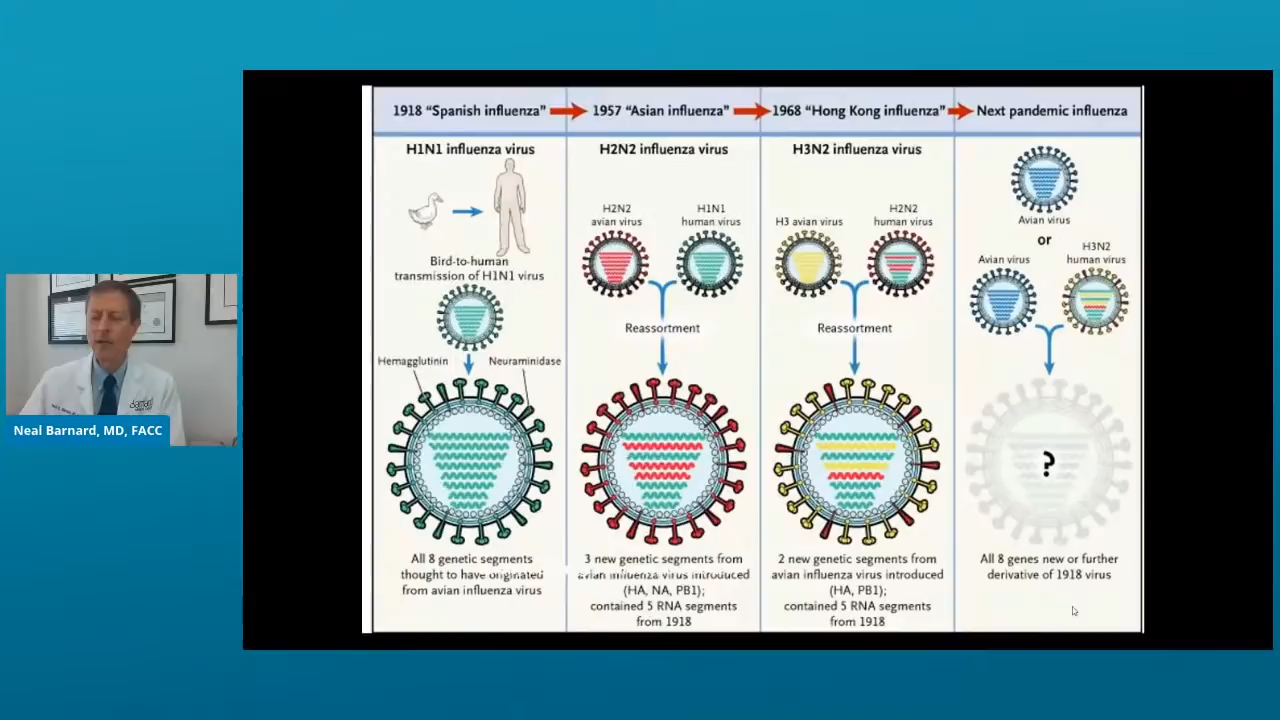 1918 “Spanish influenza”
1957 “Asian influenza”
1968 “Hong Kong influenza”
Next pandemic influenza
H1N1 influenza virus
Bird-to-human
transmission of H1N1 virus
Hemagglutinin
Neuraminidase
All 8 genetic segments
thought to have originated
from avian influenza virus
H2N2 influenza virus
H2N2
avian virus
H1N1
human virus
Reassortment
3 new genetic segments from
avian influenza virus introduced
(HA, NA, PB1);
contained 5 RNA segments
from 1918
H3N2 influenza virus
H3 avian virus
H2N2
human virus
Reassortment
2 new genetic segments from
avian influenza virus introduced
(HA, PB1);
contained 5 RNA segments
from 1918
Avian virus
or
Avian virus
H3N2
human virus
?
All 8 genes new or further
derivative of 1918 virus
Neal Barnard, MD, FACC